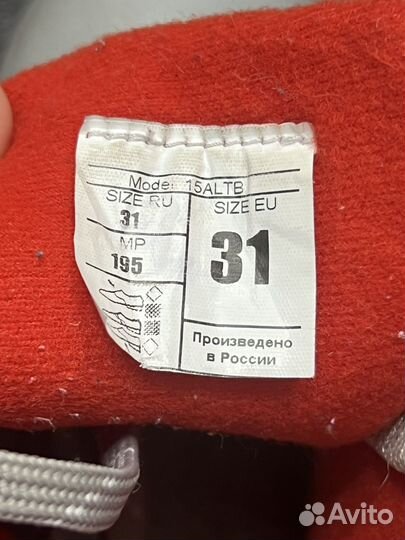 Model 15ALTB
SIZE RU
31
MP
195
SIZE EU
31
Произведено
в России
Avito